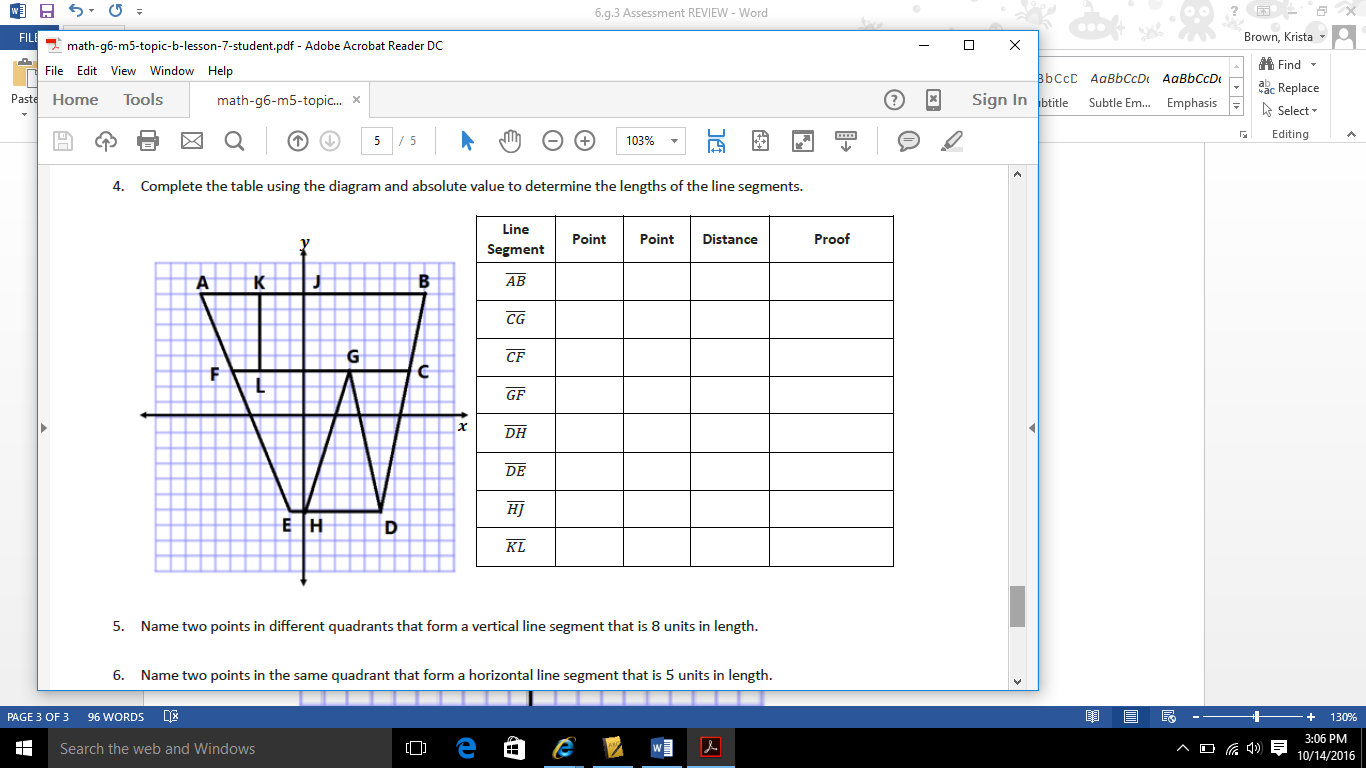 6.g.3 Assessment REVIEW - Word
FILE
Brown, Krista
Paste
math-g6-m5-topic-b-lesson-7-student.pdf - Adobe Acrobat Reader DC
File Edit View Window Help
Home Tools math-g6-m5-topic... × Sign In
5 / 5 103%
AaBbCcDc AaBbCcDc
Subtle Em... Emphasis
Find
Replace
Select
Editing
4. Complete the table using the diagram and absolute value to determine the lengths of the line segments.
y
A K J B
G
F L C
x
E H D
Line Segment Point Point Distance Proof
AB
CG
CF
GF
DH
DE
HJ
KL
5. Name two points in different quadrants that form a vertical line segment that is 8 units in length.
6. Name two points in the same quadrant that form a horizontal line segment that is 5 units in length.
PAGE 3 OF 3 96 WORDS 130%
Search the web and Windows
3:06 PM
10/14/2016